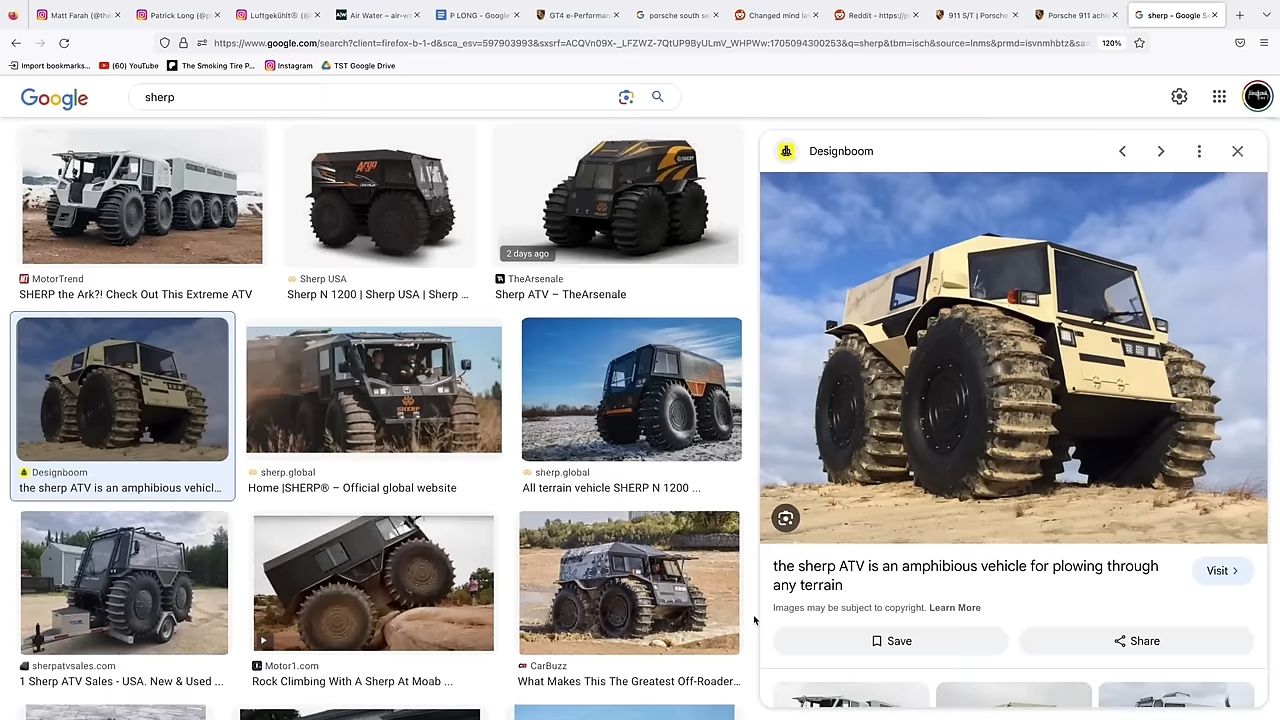 Matt Farah (@the
Patrick Long (@p
Luftgekühlt® (@
Air Water – air-w
P LONG - Google
GT4 e-Performan
porsche south se
Changed mind la
Reddit - https://p
911 S/T | Porsche
Porsche 911 achi
sherp - Google S
https://www.google.com/search?client=firefox-b-1-d&sca_esv=597903993&sxsrf=ACQVn09X-_LFZWZ-7QtUP9ByULmV_WHPWw:1705094300253&q=sherp&tbm=isch&source=lnms&prmd=isvnmhbtz&sa=
120%
Import bookmarks...
(60) YouTube
The Smoking Tire P...
Instagram
TST Google Drive
Google
sherp
MotorTrend
SHERP the Ark?! Check Out This Extreme ATV
Argo
Sherp USA
Sherp N 1200 | Sherp USA | Sherp ...
2 days ago
TheArsenale
Sherp ATV – TheArsenale
Designboom
the sherp ATV is an amphibious vehicl...
SHERP
sherp.global
Home |SHERP® – Official global website
sherp.global
All terrain vehicle SHERP N 1200 ...
sherpatvsales.com
1 Sherp ATV Sales - USA. New & Used ...
Motor1.com
Rock Climbing With A Sherp At Moab ...
CarBuzz
What Makes This The Greatest Off-Roader...
Designboom
the sherp ATV is an amphibious vehicle for plowing through
any terrain
Visit
Images may be subject to copyright. Learn More
Save
Share